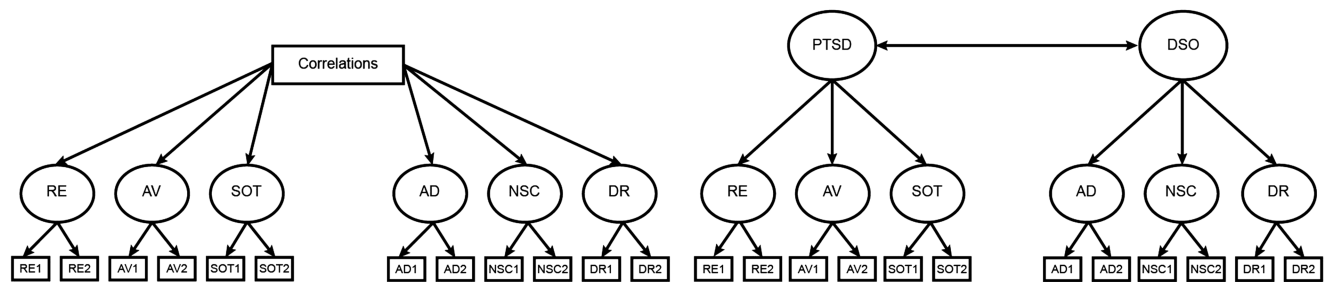 Correlations
RE AV SOT AD NSC DR
RE1 RE2 AV1 AV2 SOT1 SOT2 AD1 AD2 NSC1 NSC2 DR1 DR2
PTSD DSO
RE AV SOT AD NSC DR
RE1 RE2 AV1 AV2 SOT1 SOT2 AD1 AD2 NSC1 NSC2 DR1 DR2